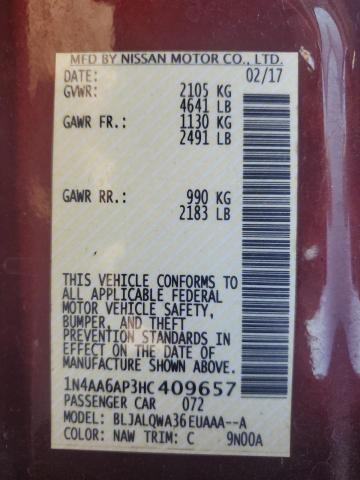 MFD BY NISSAN MOTOR CO., LTD.
DATE: 02/17
GVWR: 2105 KG
4641 LB
GAWR FR.: 1130 KG
2491 LB
GAWR RR.: 990 KG
2183 LB
THIS VEHICLE CONFORMS TO
ALL APPLICABLE FEDERAL
MOTOR VEHICLE SAFETY,
BUMPER, AND THEFT
PREVENTION STANDARDS IN
EFFECT ON THE DATE OF
MANUFACTURE SHOWN ABOVE.
1N4AA6AP3HC409657
PASSENGER CAR 072
MODEL: BLJALQWA36EUAAA--A
COLOR: NAW TRIM: C 9N00A